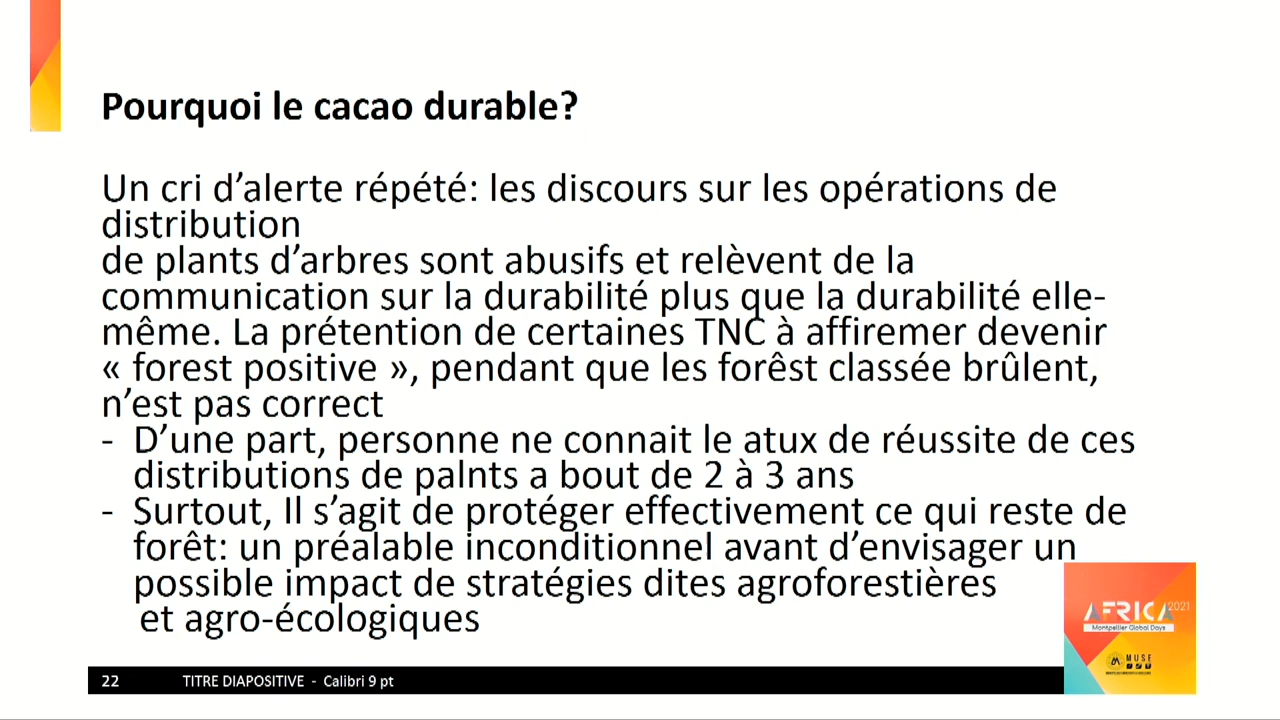 Pourquoi le cacao durable?
Un cri d’alerte répété: les discours sur les opérations de
distribution
de plants d’arbres sont abusifs et relèvent de la
communication sur la durabilité plus que la durabilité elle-
même. La prétention de certaines TNC à affiremer devenir
« forest positive », pendant que les forêst classée brûlent,
n’est pas correct
- D’une part, personne ne connait le atux de réussite de ces
distributions de palnts a bout de 2 à 3 ans
- Surtout, Il s’agit de protéger effectivement ce qui reste de
forêt: un préalable inconditionnel avant d’envisager un
possible impact de stratégies dites agroforestières
et agro-écologiques
AFRICA 2021
Montpellier Global Days
MUSE
22 TITRE DIAPOSITIVE - Calibri 9 pt